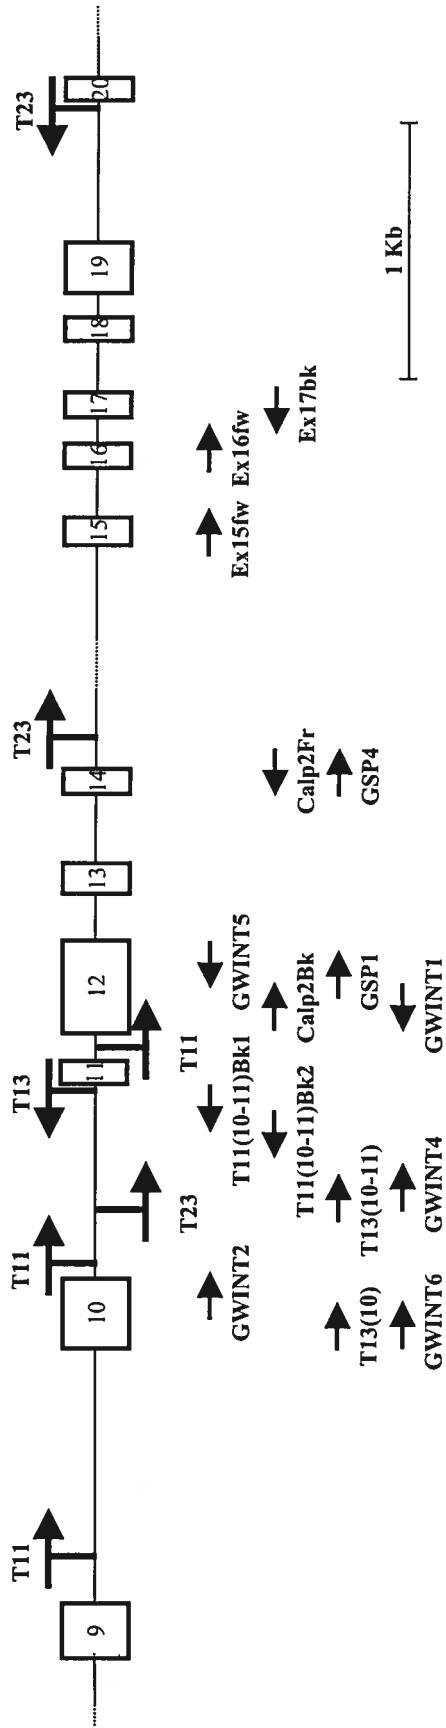 T11
T11
T13
T23
T23
9
10
11
12
13
14
15
16
17
18
19
20
T23
T11
GWINT2
T11(10-11)Bk1
GWINT5
Ex15fw
Ex16fw
T11(10-11)Bk2
Calp2Bk
Calp2Fr
Ex17bk
T13(10)
T13(10-11)
GSP1
GSP4
GWINT6
GWINT4
GWINT1
1 Kb